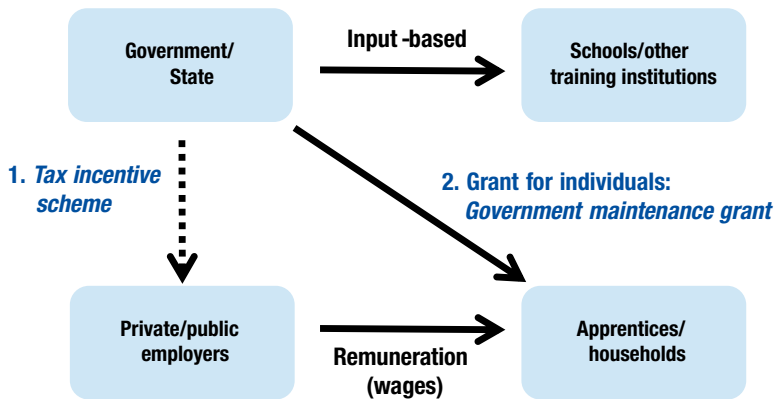 Government/
State
Input -based
Schools/other
training institutions
1. Tax incentive
scheme
2. Grant for individuals:
Government maintenance grant
Private/public
employers
Remuneration
(wages)
Apprentices/
households